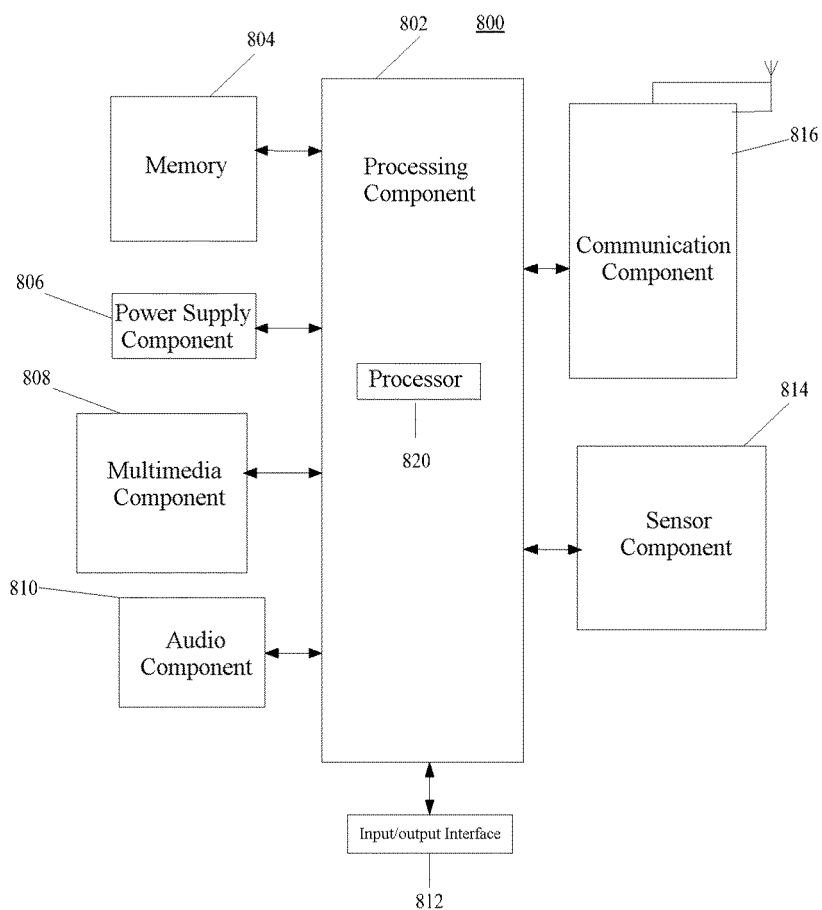 800
802
804
Memory
Processing
Component
816
Communication
Component
806
Power Supply
Component
Processor
820
808
Multimedia
Component
814
Sensor
Component
810
Audio
Component
Input/output Interface
812